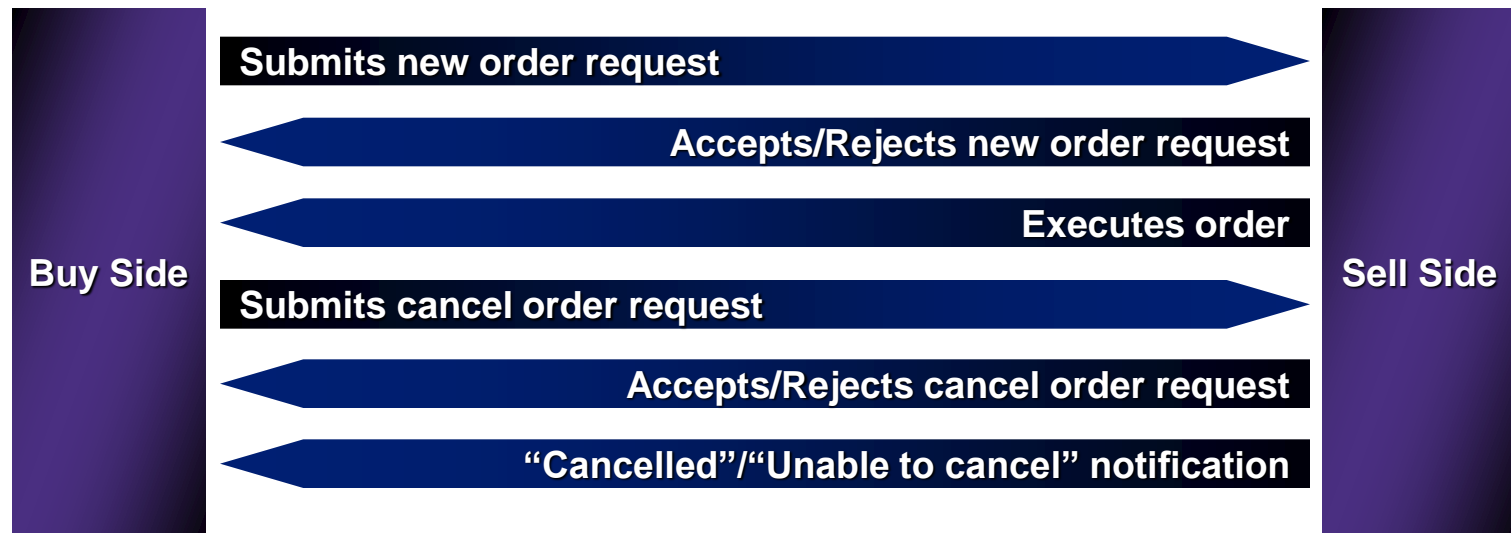 Submits new order request
Accepts/Rejects new order request
Executes order
Buy Side
Sell Side
Submits cancel order request
Accepts/Rejects cancel order request
“Cancelled”/“Unable to cancel” notification